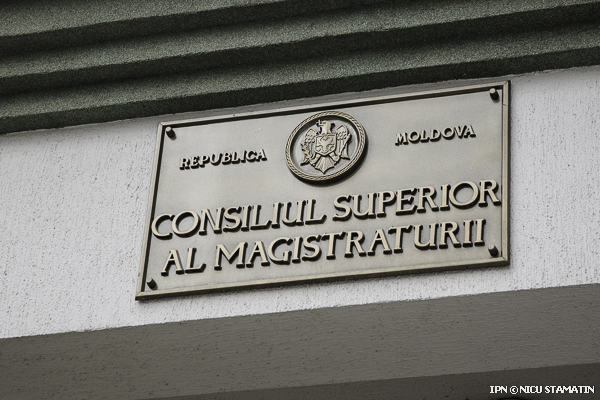 REPUBLICA MOLDOVA
CONSILIUL SUPERIOR
AL MAGISTRATURII
IPN © NICU STAMATIN